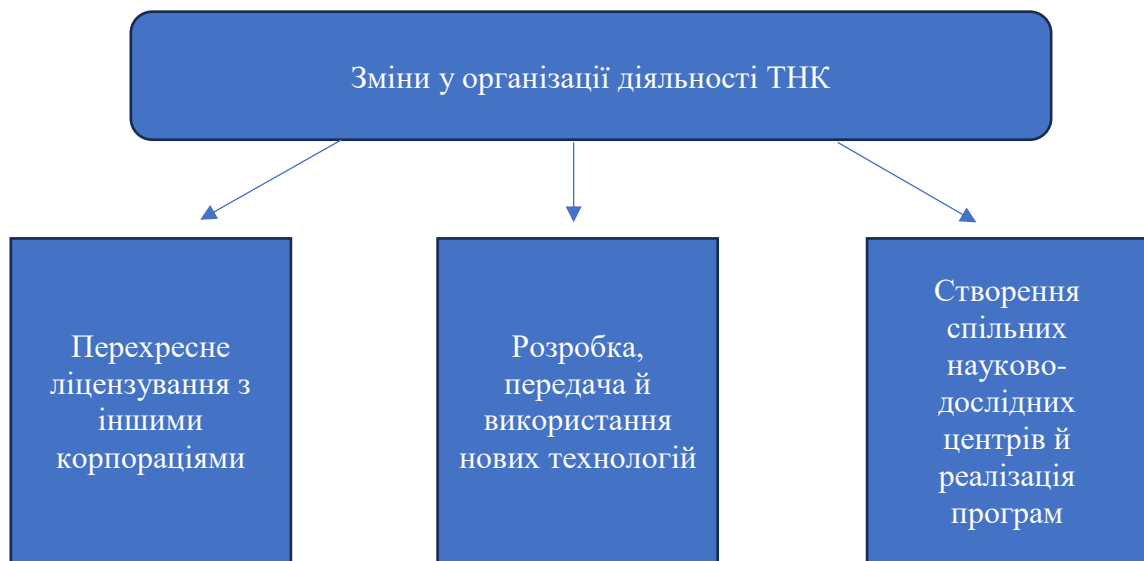 Зміни у організації діяльності ТНК
Перехресне
ліцензування з
іншими
корпораціями
Розробка,
передача й
використання
нових технологій
Створення
спільних
науково-
дослідних
центрів й
реалізація
програм